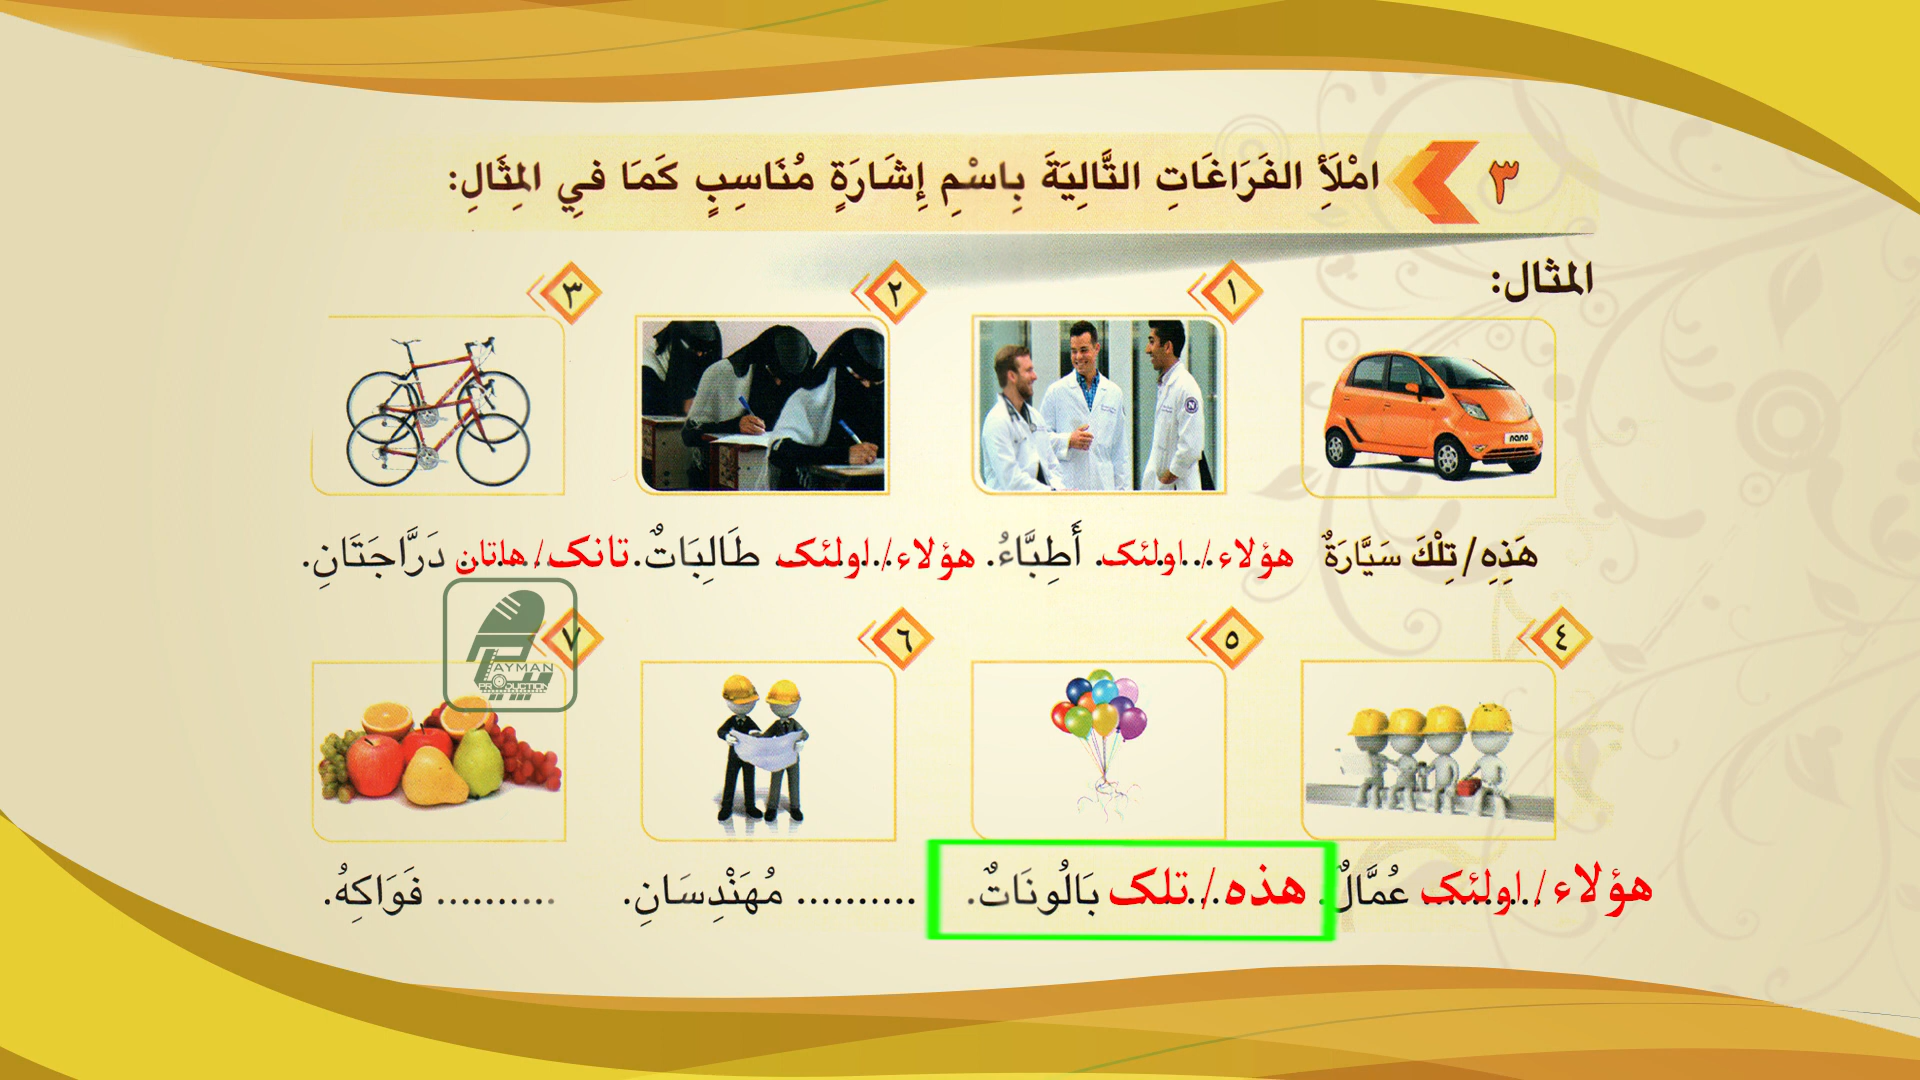 ٣ امْلَأِ الفَرَاغَاتِ التَّالِيَةَ بِاسْمِ إِشَارَةٍ مُنَاسِبٍ كَمَا فِي المِثَالِ:
المثال:
١ ٢ ٣
nano
هَذِهِ / تِلْكَ سَيَّارَةٌ
هؤلاء / اولئک أَطِبَّاءُ.
هؤلاء / اولئک طَالِبَاتٌ.
تانک / هاتان دَرَّاجَتَانِ.
٤ ٥ ٦ ٧
هؤلاء / اولئک عُمَّالٌ.
هذه / تلک بَالُونَاتٌ.
.......... مُهَنْدِسَانِ.
.......... فَوَاكِهُ.
PAYMAN
PRODUCTION